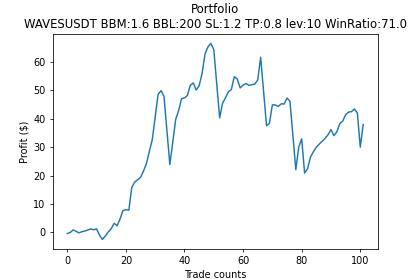 Portfolio
WAVESUSDT BBM:1.6 BBL:200 SL:1.2 TP:0.8 lev:10 WinRatio:71.0
Profit ($)
60
50
40
30
20
10
0
0 20 40 60 80 100
Trade counts